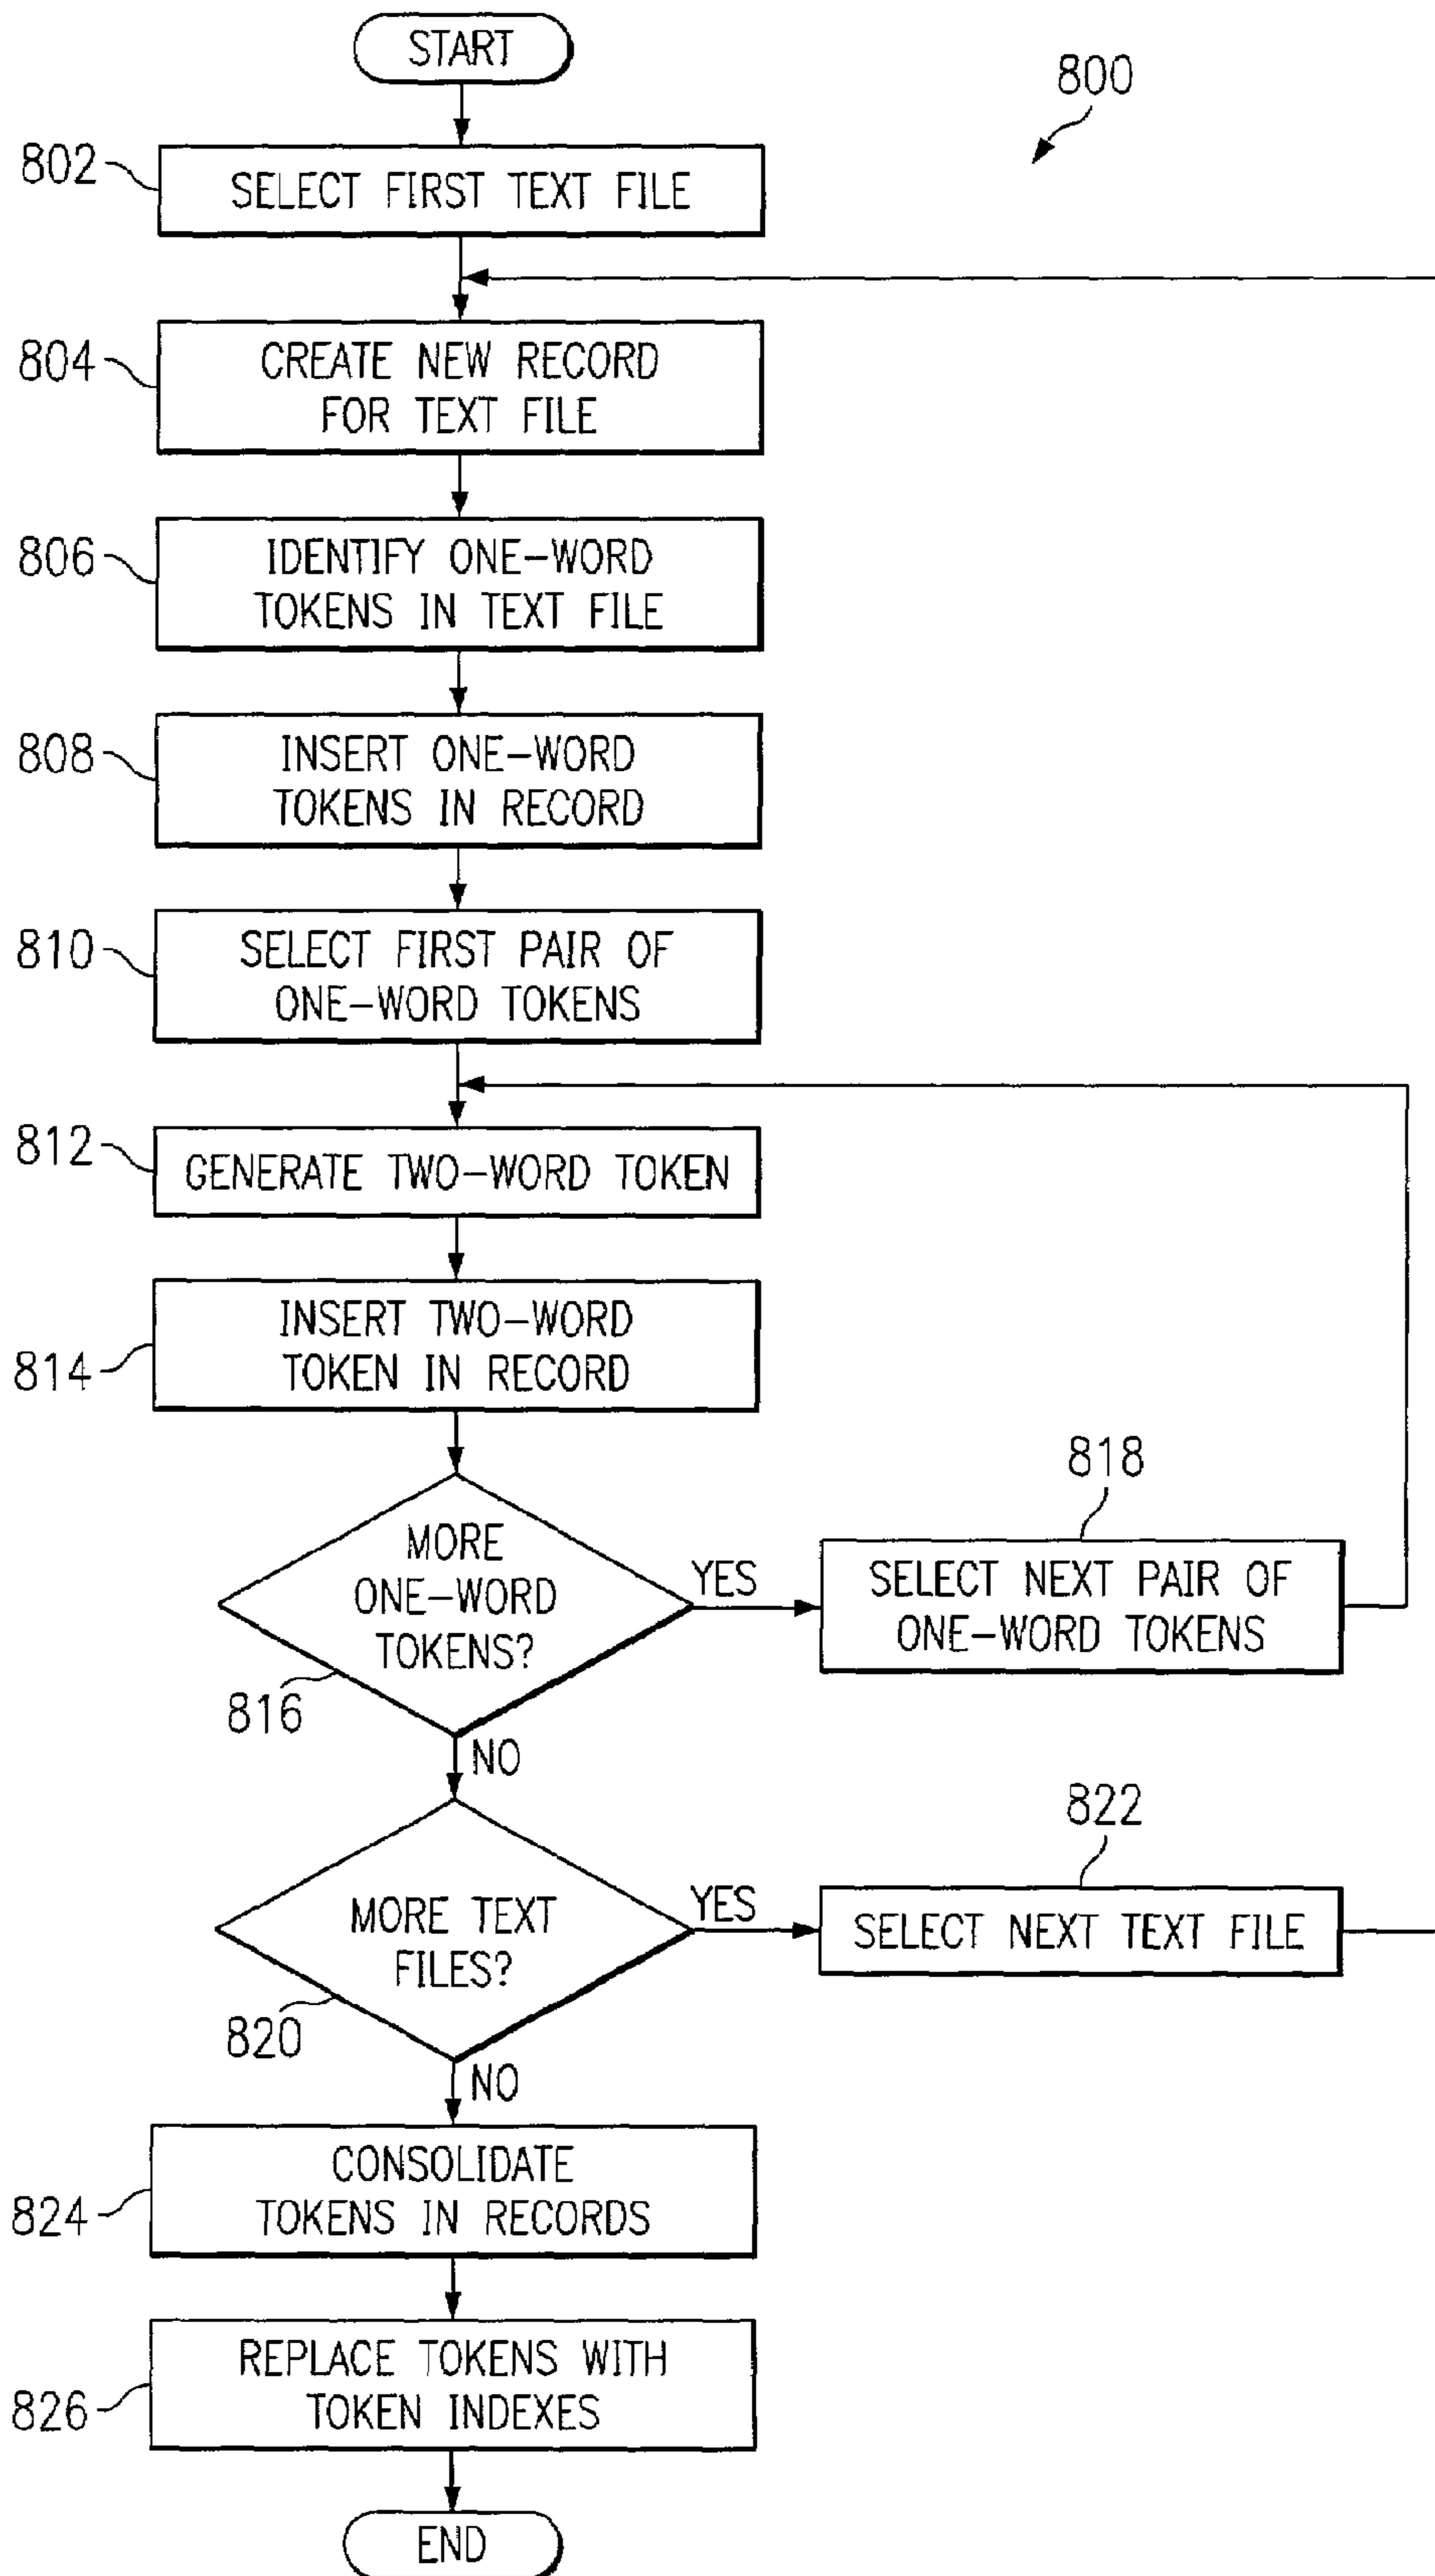 START
800
802
SELECT FIRST TEXT FILE
804
CREATE NEW RECORD
FOR TEXT FILE
806
IDENTIFY ONE-WORD
TOKENS IN TEXT FILE
808
INSERT ONE-WORD
TOKENS IN RECORD
810
SELECT FIRST PAIR OF
ONE-WORD TOKENS
812
GENERATE TWO-WORD TOKEN
814
INSERT TWO-WORD
TOKEN IN RECORD
816
MORE
ONE-WORD
TOKENS?
YES
818
SELECT NEXT PAIR OF
ONE-WORD TOKENS
NO
820
MORE TEXT
FILES?
YES
822
SELECT NEXT TEXT FILE
NO
824
CONSOLIDATE
TOKENS IN RECORDS
826
REPLACE TOKENS WITH
TOKEN INDEXES
END